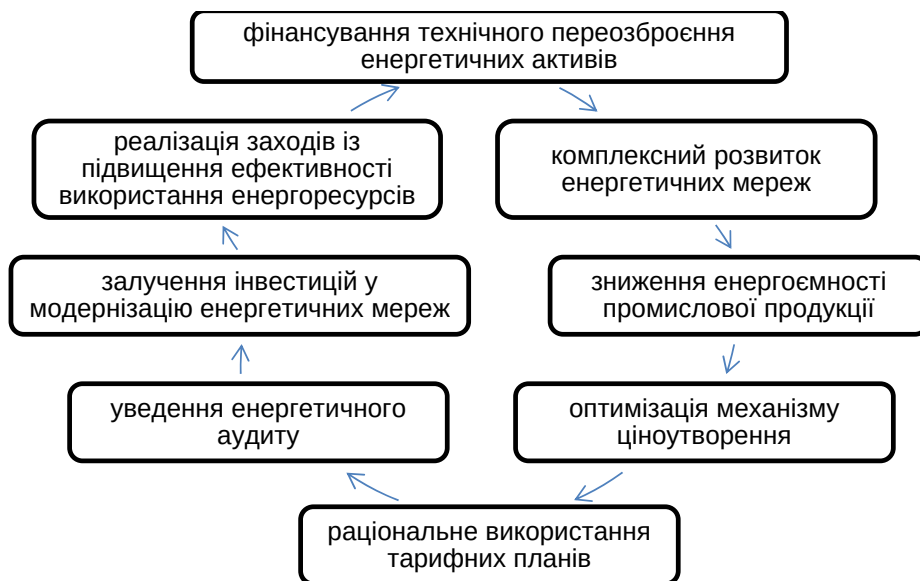 фінансування технічного переозброєння
енергетичних активів
реалізація заходів із
підвищення ефективності
використання енергоресурсів
комплексний розвиток
енергетичних мереж
залучення інвестицій у
модернізацію енергетичних мереж
зниження енергоємності
промислової продукції
уведення енергетичного
аудиту
оптимізація механізму
ціноутворення
раціональне використання
тарифних планів